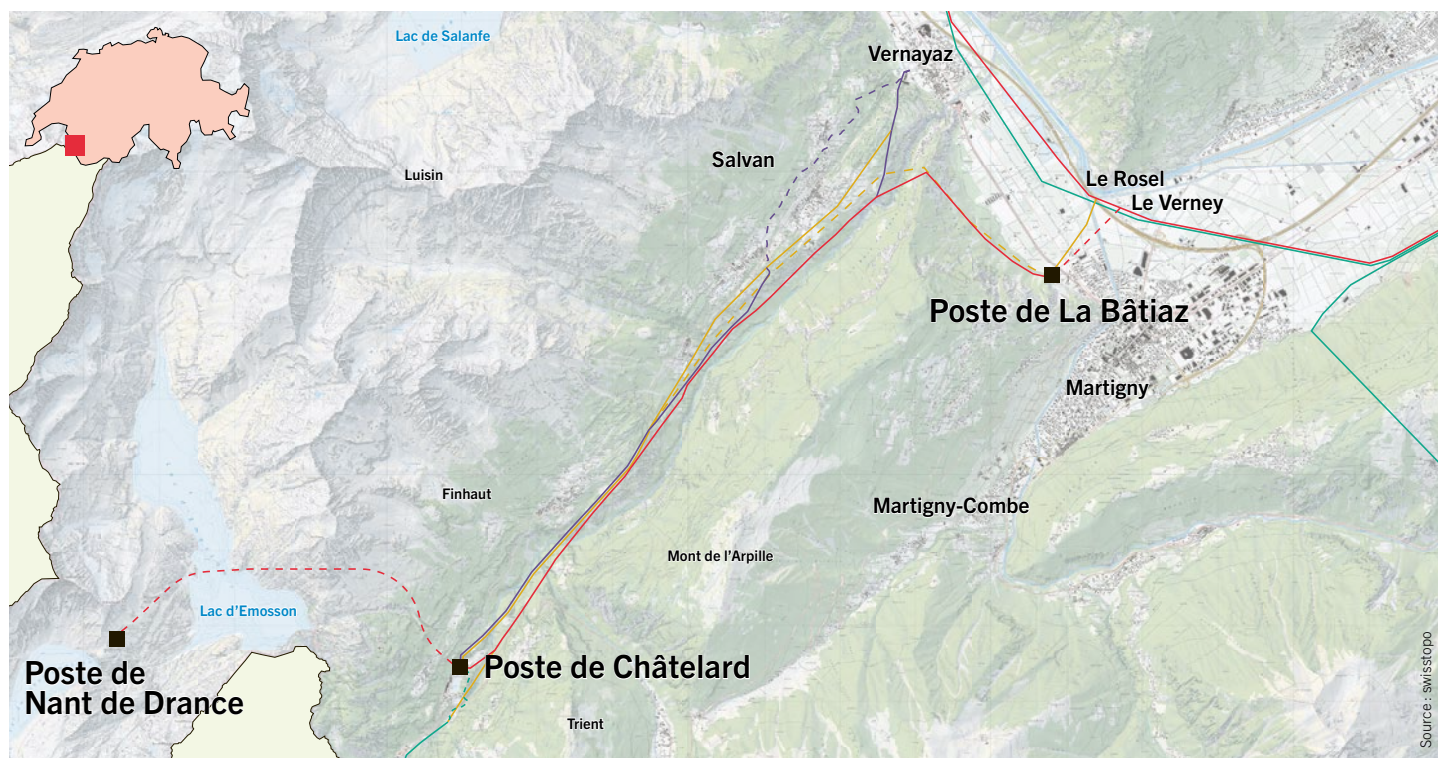 Lac de Salanfe
Vernayaz
Salvan
Luisin
Le Rosel
Le Verney
Poste de La Bâtiaz
Martigny
Finhaut
Martigny-Combe
Mont de l'Arpille
Lac d'Emosson
Poste de
Nant de Drance
Poste de Châtelard
Trient
Source : swisstopo